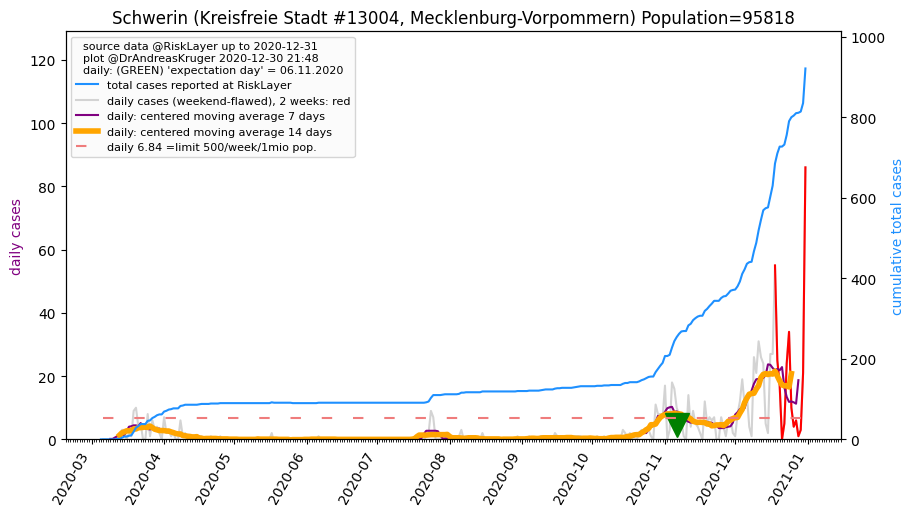 Schwerin (Kreisfreie Stadt #13004, Mecklenburg-Vorpommern) Population=95818
source data @RiskLayer up to 2020-12-31
plot @DrAndreasKruger 2020-12-30 21:48
daily: (GREEN) 'expectation day' = 06.11.2020
total cases reported at RiskLayer
daily cases (weekend-flawed), 2 weeks: red
daily: centered moving average 7 days
daily: centered moving average 14 days
daily 6.84 =limit 500/week/1mio pop.
daily cases
120
100
80
60
40
20
0
cumulative total cases
1000
800
600
400
200
0
2020-03
2020-04
2020-05
2020-06
2020-07
2020-08
2020-09
2020-10
2020-11
2020-12
2021-01